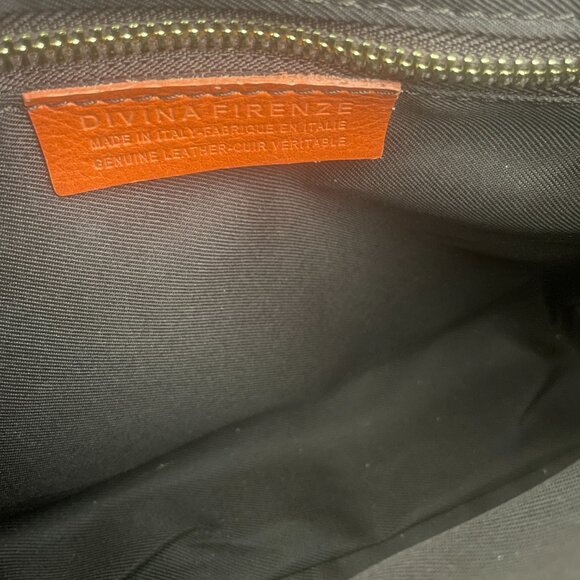 DIVINA FIRENZE
MADE IN ITALY-FABRIQUE EN ITALIE
GENUINE LEATHER-CUIR VERITABLE